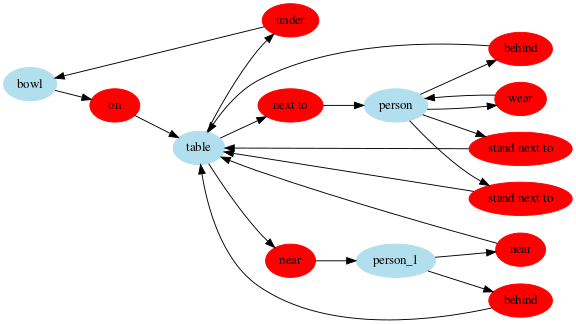 under
behind
bowl
on
next to
person
wear
table
stand next to
stand next to
near
person_1
near
behind